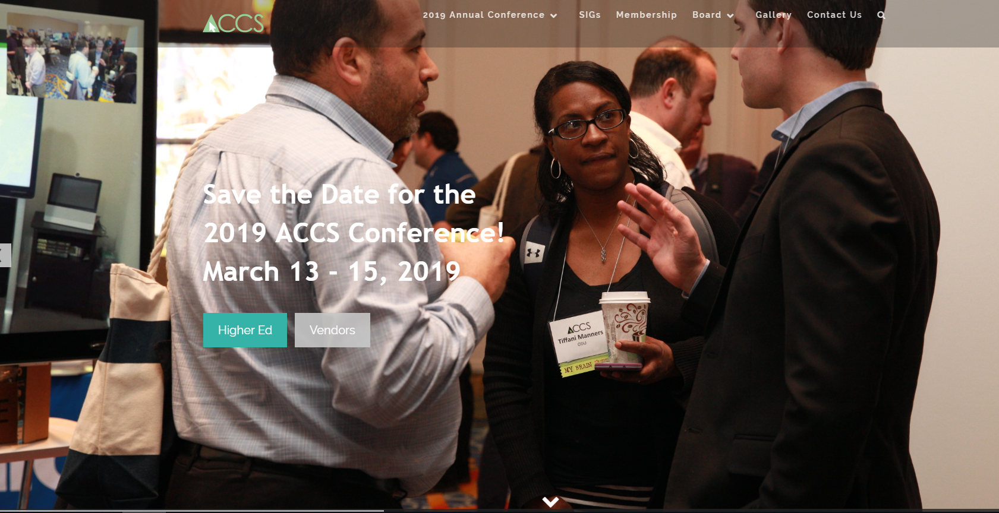 ACCS
2019 Annual Conference
SIGs
Membership
Board
Gallery
Contact Us
Save the Date for the
2019 ACCS Conference!
March 13 - 15, 2019
Higher Ed
Vendors
ACCS
Tiffani Manners
ODU
MY BRAIN